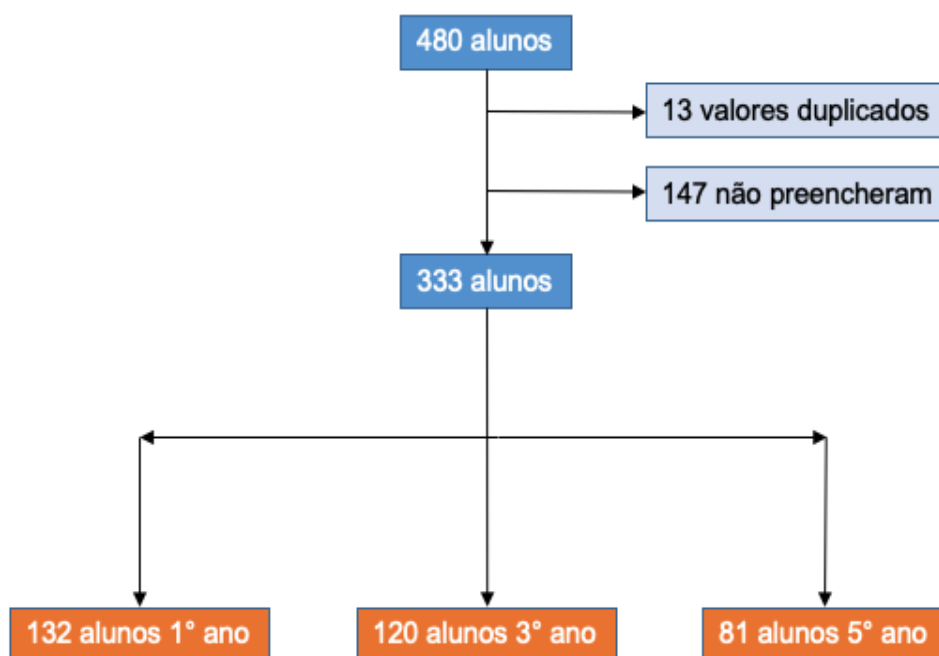 480 alunos
13 valores duplicados
147 não preencheram
333 alunos
132 alunos 1° ano
120 alunos 3° ano
81 alunos 5° ano